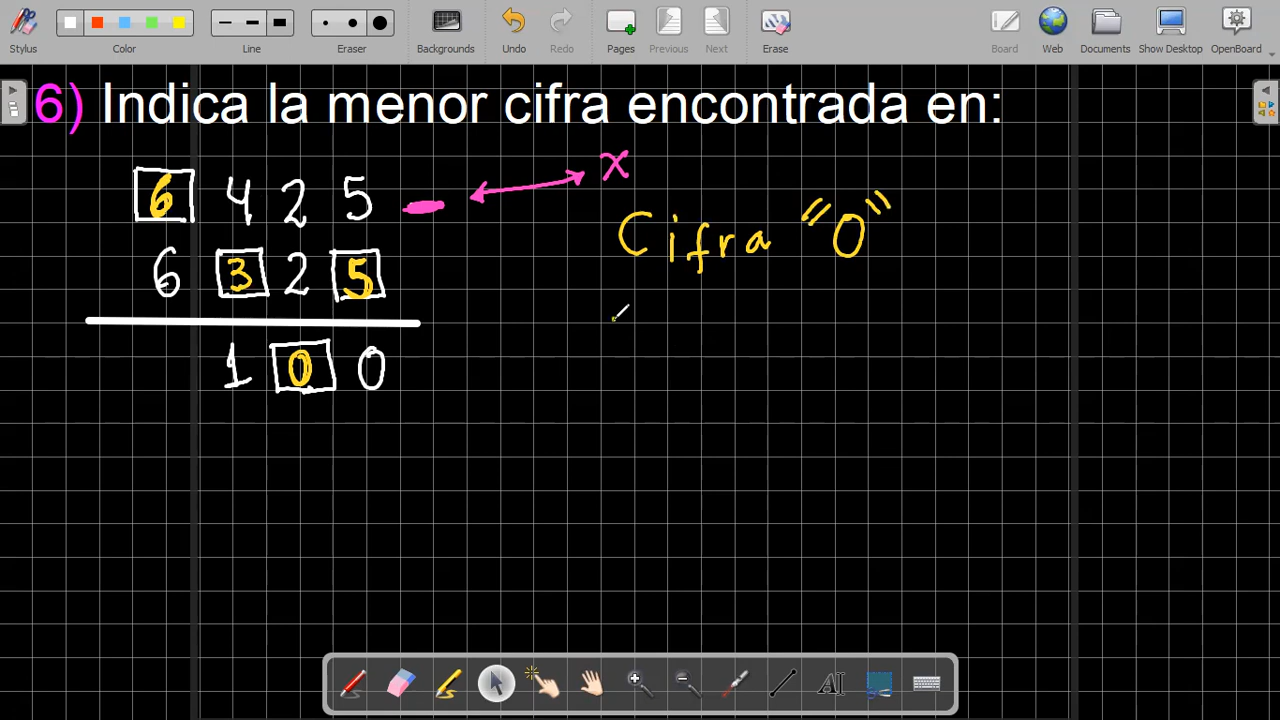 Stylus Color Line Eraser Backgrounds Undo Redo Pages Previous Next Erase Board Web Documents Show Desktop OpenBoard
6) Indica la menor cifra encontrada en:
6 4 2 5 - x
Cifra "0"
6 3 2 5
1 0 0